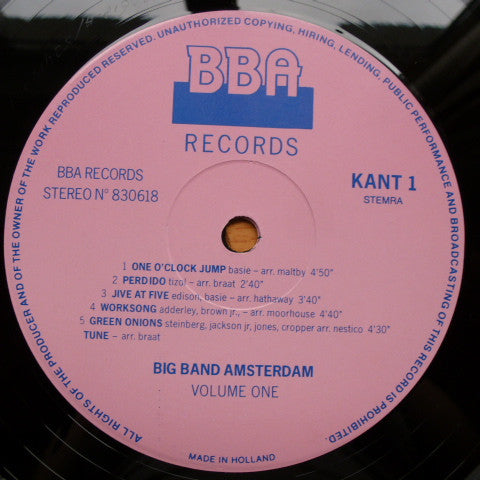 ALL RIGHTS OF THE PRODUCER AND OF THE OWNER OF THE WORK REPRODUCED RESERVED. UNAUTHORIZED COPYING, HIRING, LENDING, PUBLIC PERFORMANCE AND BROADCASTING OF THIS RECORD IS PROHIBITED.
BBA
RECORDS
BBA RECORDS
STEREO N° 830618
KANT 1
STEMRA
1 ONE O'CLOCK JUMP basie – arr. maltby 4'50"
2 PERDIDO tizol – arr. braat 2'40"
3 JIVE AT FIVE edison, basie – arr. hathaway 3'40"
4 WORKSONG adderley, brown jr., – arr. moorhouse 4'40"
5 GREEN ONIONS steinberg, jackson jr, jones, cropper arr. nestico 4'30"
TUNE – arr. braat
BIG BAND AMSTERDAM
VOLUME ONE
MADE IN HOLLAND